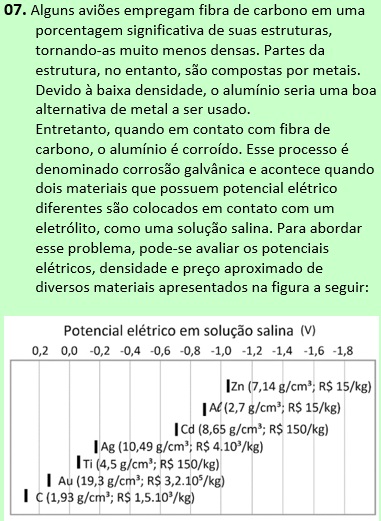 07. Alguns aviões empregam fibra de carbono em uma
porcentagem significativa de suas estruturas,
tornando-as muito menos densas. Partes da
estrutura, no entanto, são compostas por metais.
Devido à baixa densidade, o alumínio seria uma boa
alternativa de metal a ser usado.
Entretanto, quando em contato com fibra de
carbono, o alumínio é corroído. Esse processo é
denominado corrosão galvânica e acontece quando
dois materiais que possuem potencial elétrico
diferentes são colocados em contato com um
eletrólito, como uma solução salina. Para abordar
esse problema, pode-se avaliar os potenciais
elétricos, densidade e preço aproximado de
diversos materiais apresentados na figura a seguir:
Potencial elétrico em solução salina (V)
0,2 0,0 -0,2 -0,4 -0,6 -0,8 -1,0 -1,2 -1,4 -1,6 -1,8
Zn (7,14 g/cm³; R$ 15/kg)
Aℓ (2,7 g/cm³; R$ 15/kg)
Cd (8,65 g/cm³; R$ 150/kg)
Ag (10,49 g/cm³; R$ 4.10³/kg)
Ti (4,5 g/cm³; R$ 150/kg)
Au (19,3 g/cm³; R$ 3,2.10⁵/kg)
C (1,93 g/cm³; R$ 1,5.10³/kg)